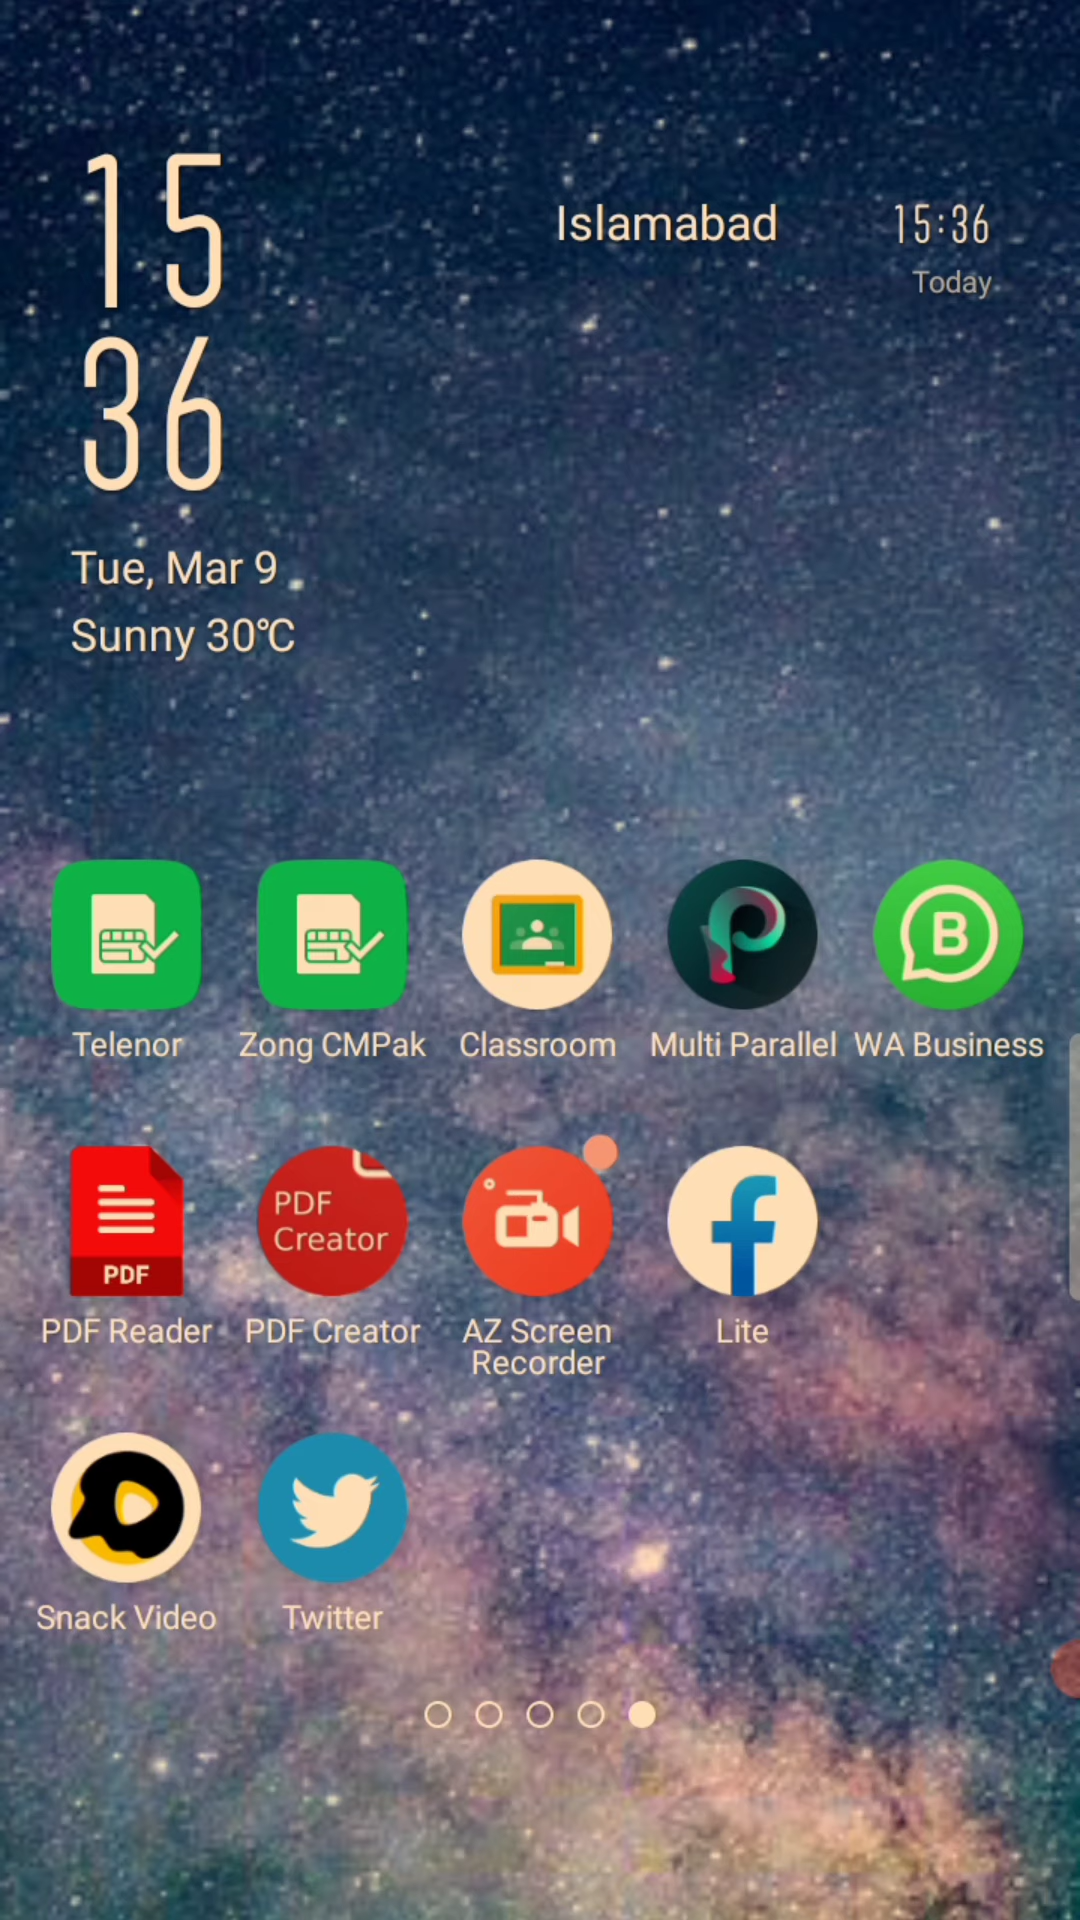 15
36
Islamabad
15:36
Today
Tue, Mar 9
Sunny 30℃
B
Telenor
Zong CMPak
Classroom
Multi Parallel
WA Business
PDF
PDF
Creator
PDF Reader
PDF Creator
AZ Screen
Recorder
Lite
Snack Video
Twitter